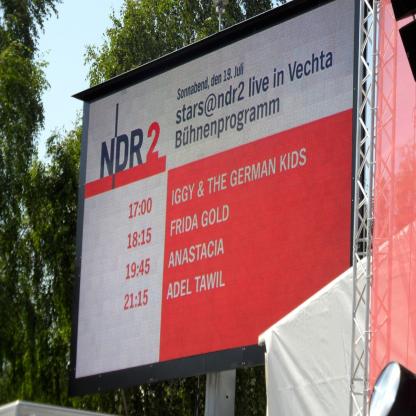 Sonnabend, den 19. Juli
stars@ndr2 live in Vechta
Bühnenprogramm
NDR 2
17:00 IGGY & THE GERMAN KIDS
18:15 FRIDA GOLD
19:45 ANASTACIA
21:15 ADEL TAWIL